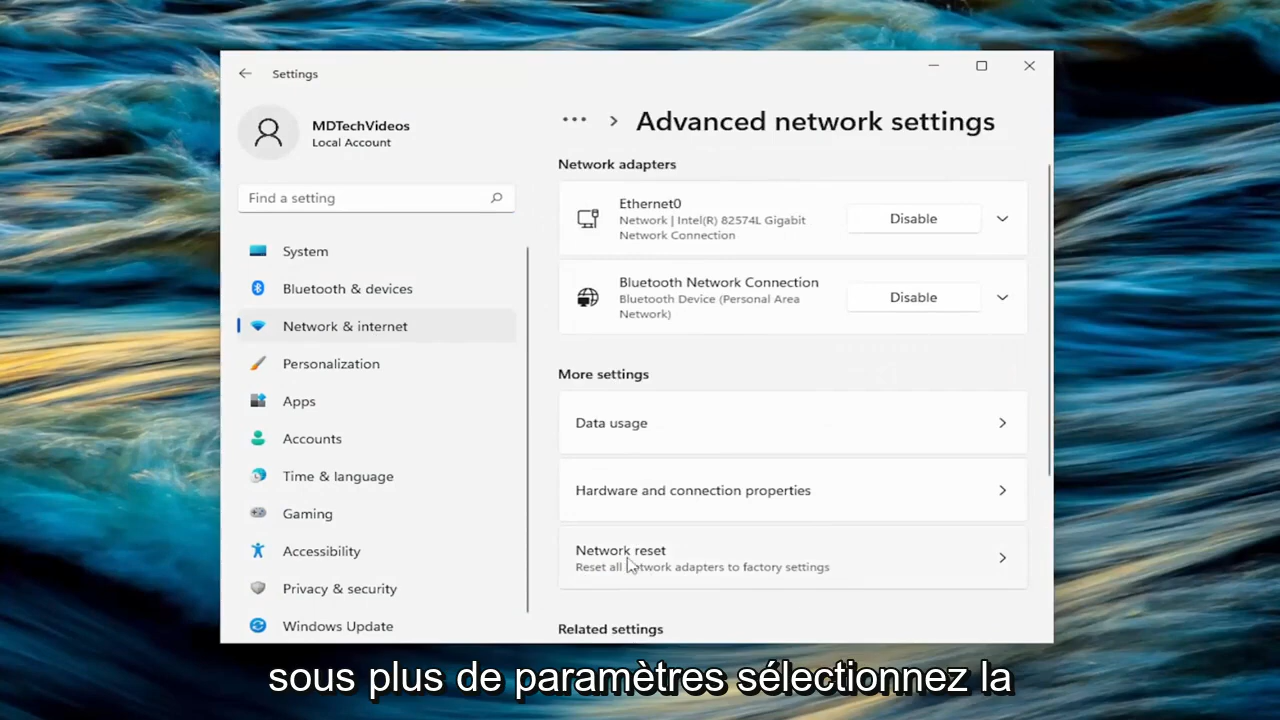 Settings
MDTechVideos
Local Account
Find a setting
System
Bluetooth & devices
Network & internet
Personalization
Apps
Accounts
Time & language
Gaming
Accessibility
Privacy & security
Windows Update
... > Advanced network settings
Network adapters
Ethernet0
Network | Intel(R) 82574L Gigabit
Network Connection
Disable
Bluetooth Network Connection
Bluetooth Device (Personal Area
Network)
Disable
More settings
Data usage
Hardware and connection properties
Network reset
Reset all network adapters to factory settings
Related settings
sous plus de paramètres sélectionnez la